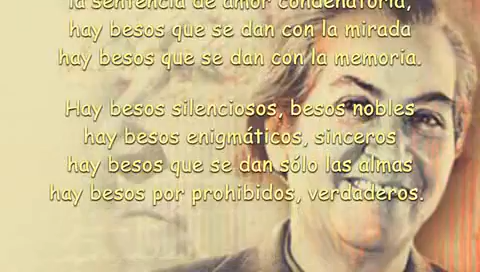 la sentencia de amor condenatoria,
hay besos que se dan con la mirada
hay besos que se dan con la memoria.
Hay besos silenciosos, besos nobles
hay besos enigmáticos, sinceros
hay besos que se dan sólo las almas
hay besos por prohibidos, verdaderos.